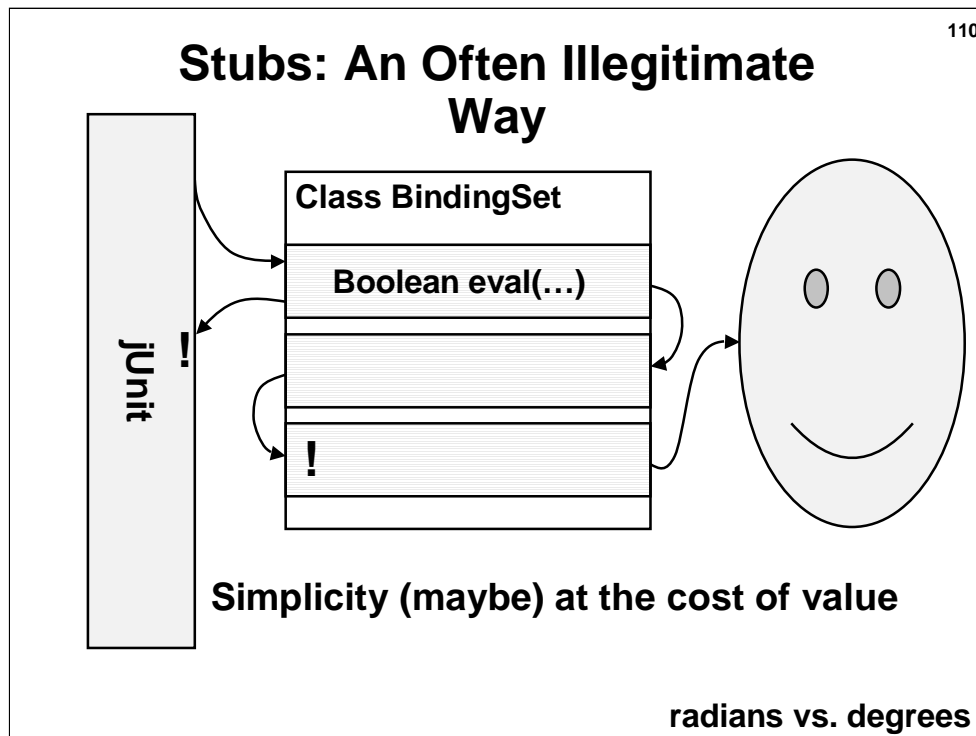 110
Stubs: An Often Illegitimate
Way
Class BindingSet
Boolean eval(…)
jUnit
!
!
Simplicity (maybe) at the cost of value
radians vs. degrees